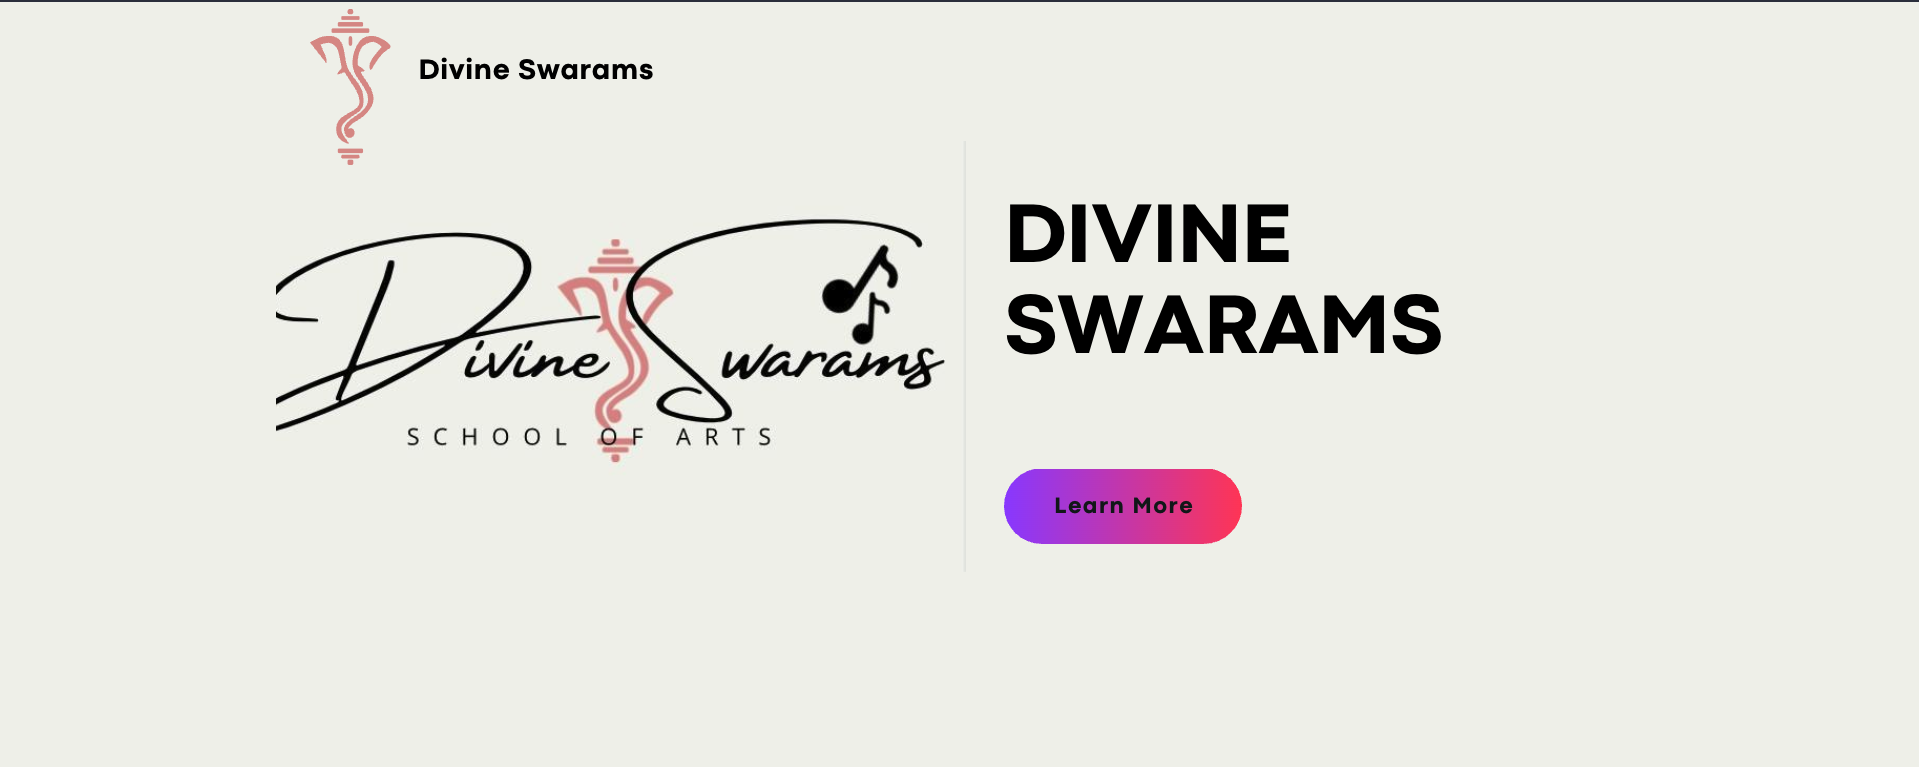 Divine Swarams
Divine Swarams
SCHOOL OF ARTS
DIVINE
SWARAMS
Learn More